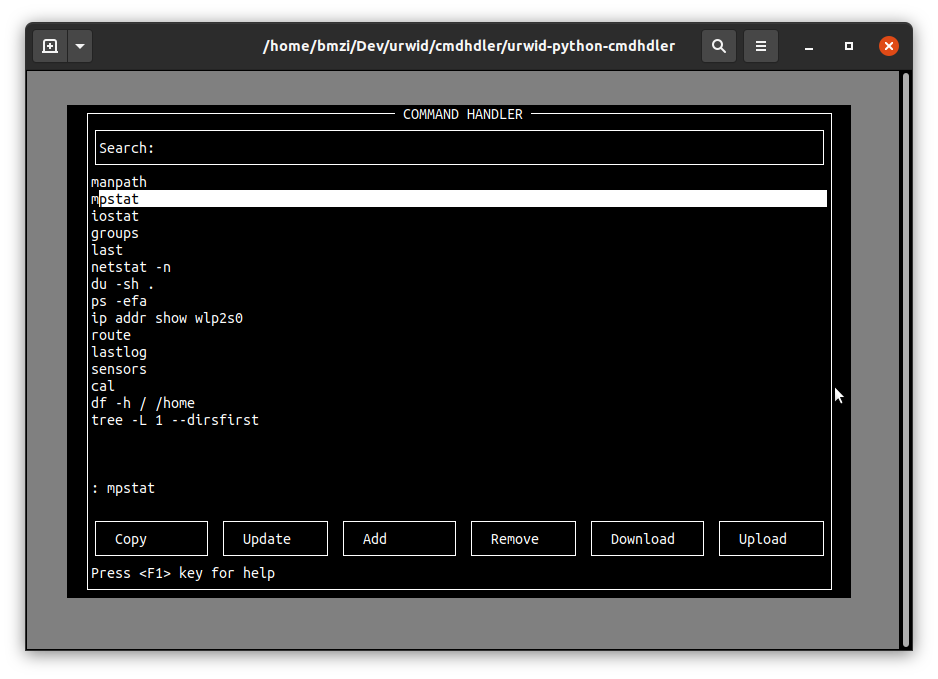 /home/bmzi/Dev/urwid/cmdhdler/urwid-python-cmdhdler
COMMAND HANDLER
Search:
manpath
mpstat
iostat
groups
last
netstat -n
du -sh .
ps -efa
ip addr show wlp2s0
route
lastlog
sensors
cal
df -h / /home
tree -L 1 --dirsfirst
: mpstat
Copy Update Add Remove Download Upload
Press <F1> key for help